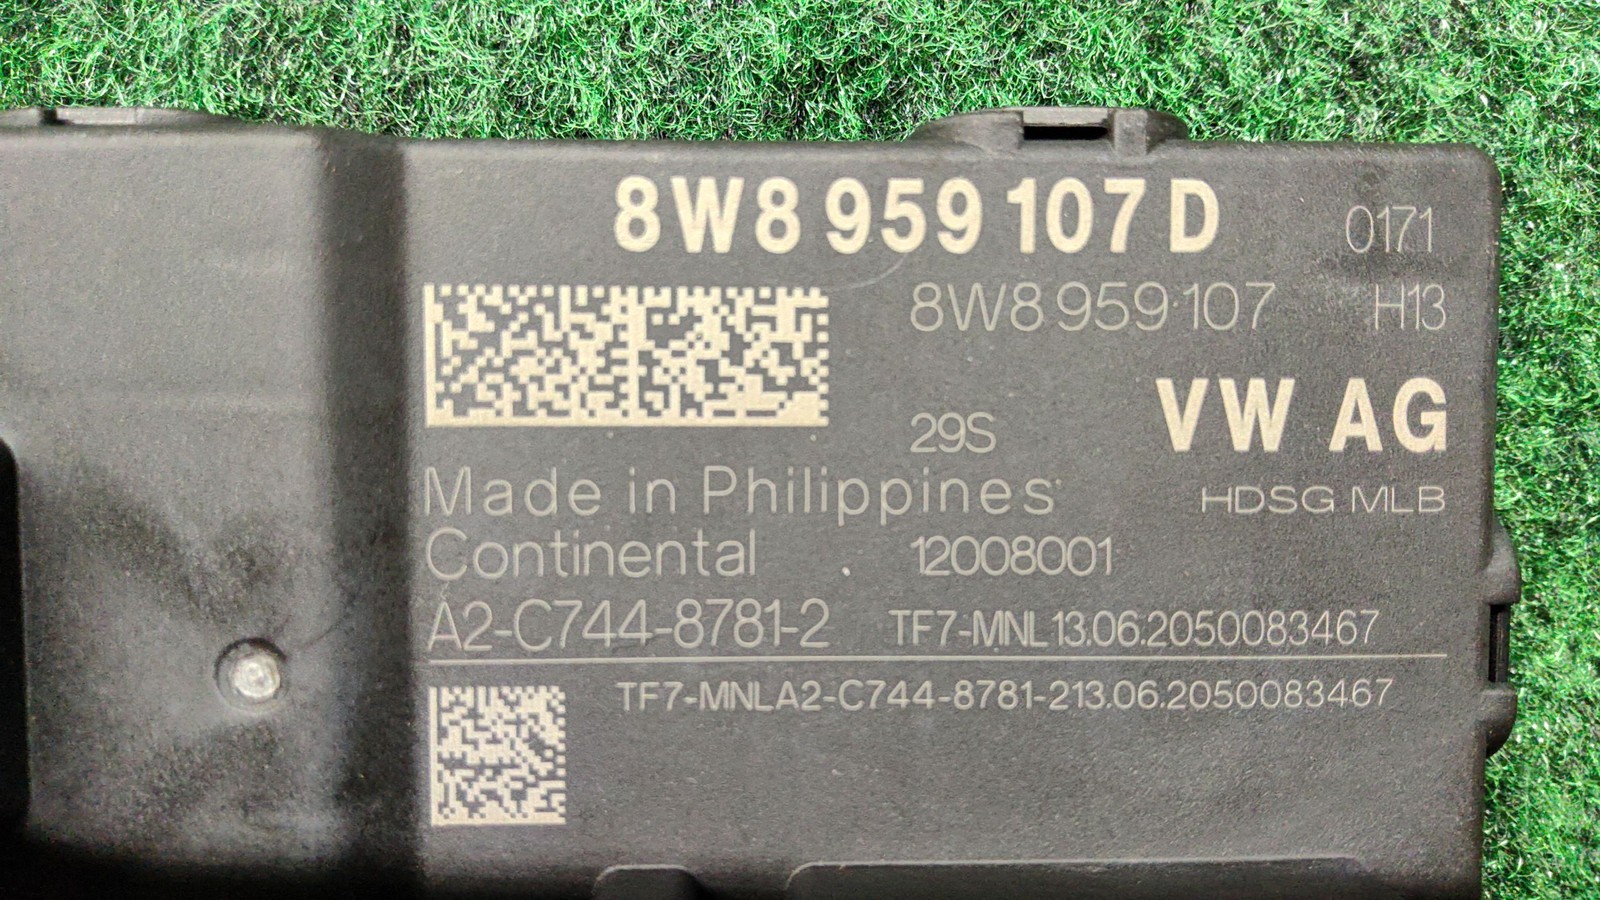 8W8 959 107 D 0171
8W8 959 107 H13
29S VW AG
Made in Philippines HDSG MLB
Continental 12008001
A2-C744-8781-2 TF7-MNL13.06.2050083467
TF7-MNLA2-C744-8781-213.06.2050083467